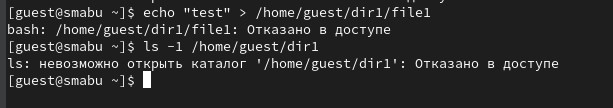 [guest@smabu ~]$ echo "test" > /home/guest/dir1/file1
bash: /home/guest/dir1/file1: Отказано в доступе
[guest@smabu ~]$ ls -l /home/guest/dir1
ls: невозможно открыть каталог '/home/guest/dir1': Отказано в доступе
[guest@smabu ~]$